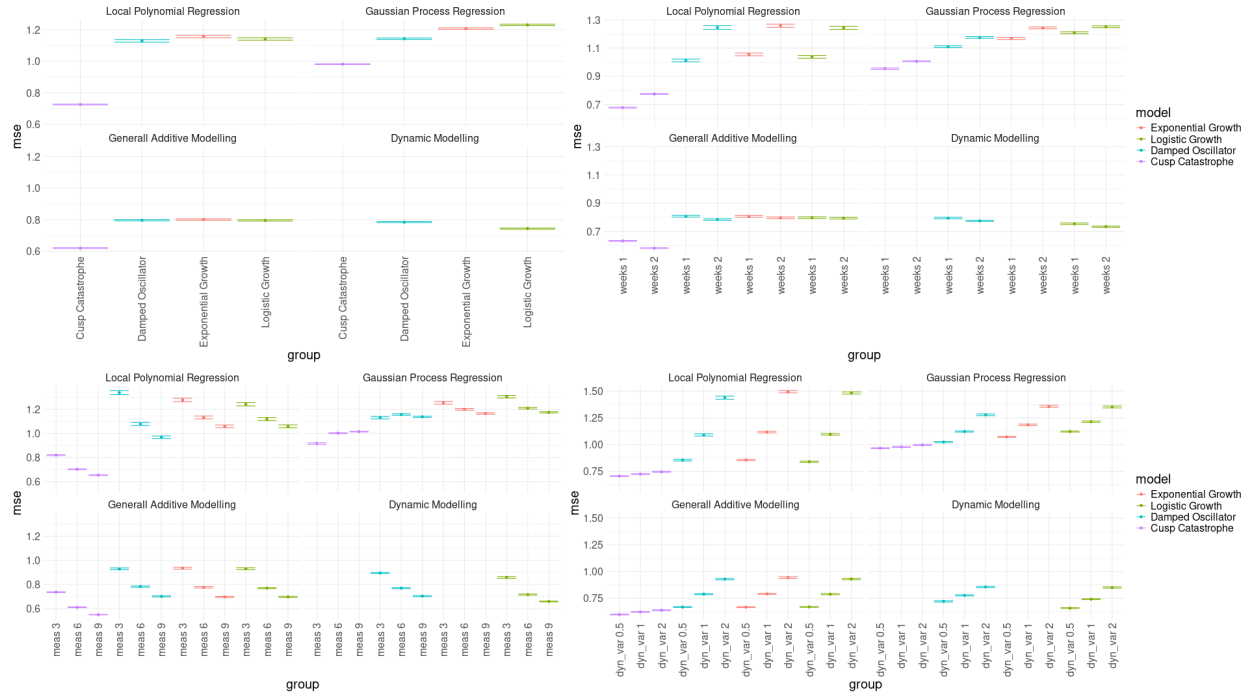 Local Polynomial Regression
Gaussian Process Regression
1.2
1.0
0.8
0.6
Generall Additive Modelling
Dynamic Modelling
1.2
1.0
0.8
0.6
mse
Cusp Catastrophe
Damped Oscillator
Exponential Growth
Logistic Growth
Cusp Catastrophe
Damped Oscillator
Exponential Growth
Logistic Growth
group
Local Polynomial Regression
Gaussian Process Regression
1.3
1.1
0.9
0.7
Generall Additive Modelling
Dynamic Modelling
1.3
1.1
0.9
0.7
mse
weeks 1
weeks 2
weeks 1
weeks 2
weeks 1
weeks 2
weeks 1
weeks 2
weeks 1
weeks 2
weeks 1
weeks 2
weeks 1
weeks 2
weeks 1
weeks 2
group
model
Exponential Growth
Logistic Growth
Damped Oscillator
Cusp Catastrophe
Local Polynomial Regression
Gaussian Process Regression
1.2
1.0
0.8
0.6
Generall Additive Modelling
Dynamic Modelling
1.2
1.0
0.8
0.6
mse
meas 3
meas 6
meas 9
meas 3
meas 6
meas 9
meas 3
meas 6
meas 9
meas 3
meas 6
meas 9
meas 3
meas 6
meas 9
meas 3
meas 6
meas 9
meas 3
meas 6
meas 9
meas 3
meas 6
meas 9
group
Local Polynomial Regression
Gaussian Process Regression
1.50
1.25
1.00
0.75
Generall Additive Modelling
Dynamic Modelling
1.50
1.25
1.00
0.75
mse
dyn_var 0.5
dyn_var 1
dyn_var 2
dyn_var 0.5
dyn_var 1
dyn_var 2
dyn_var 0.5
dyn_var 1
dyn_var 2
dyn_var 0.5
dyn_var 1
dyn_var 2
dyn_var 0.5
dyn_var 1
dyn_var 2
dyn_var 0.5
dyn_var 1
dyn_var 2
dyn_var 0.5
dyn_var 1
dyn_var 2
dyn_var 0.5
dyn_var 1
dyn_var 2
group
model
Exponential Growth
Logistic Growth
Damped Oscillator
Cusp Catastrophe